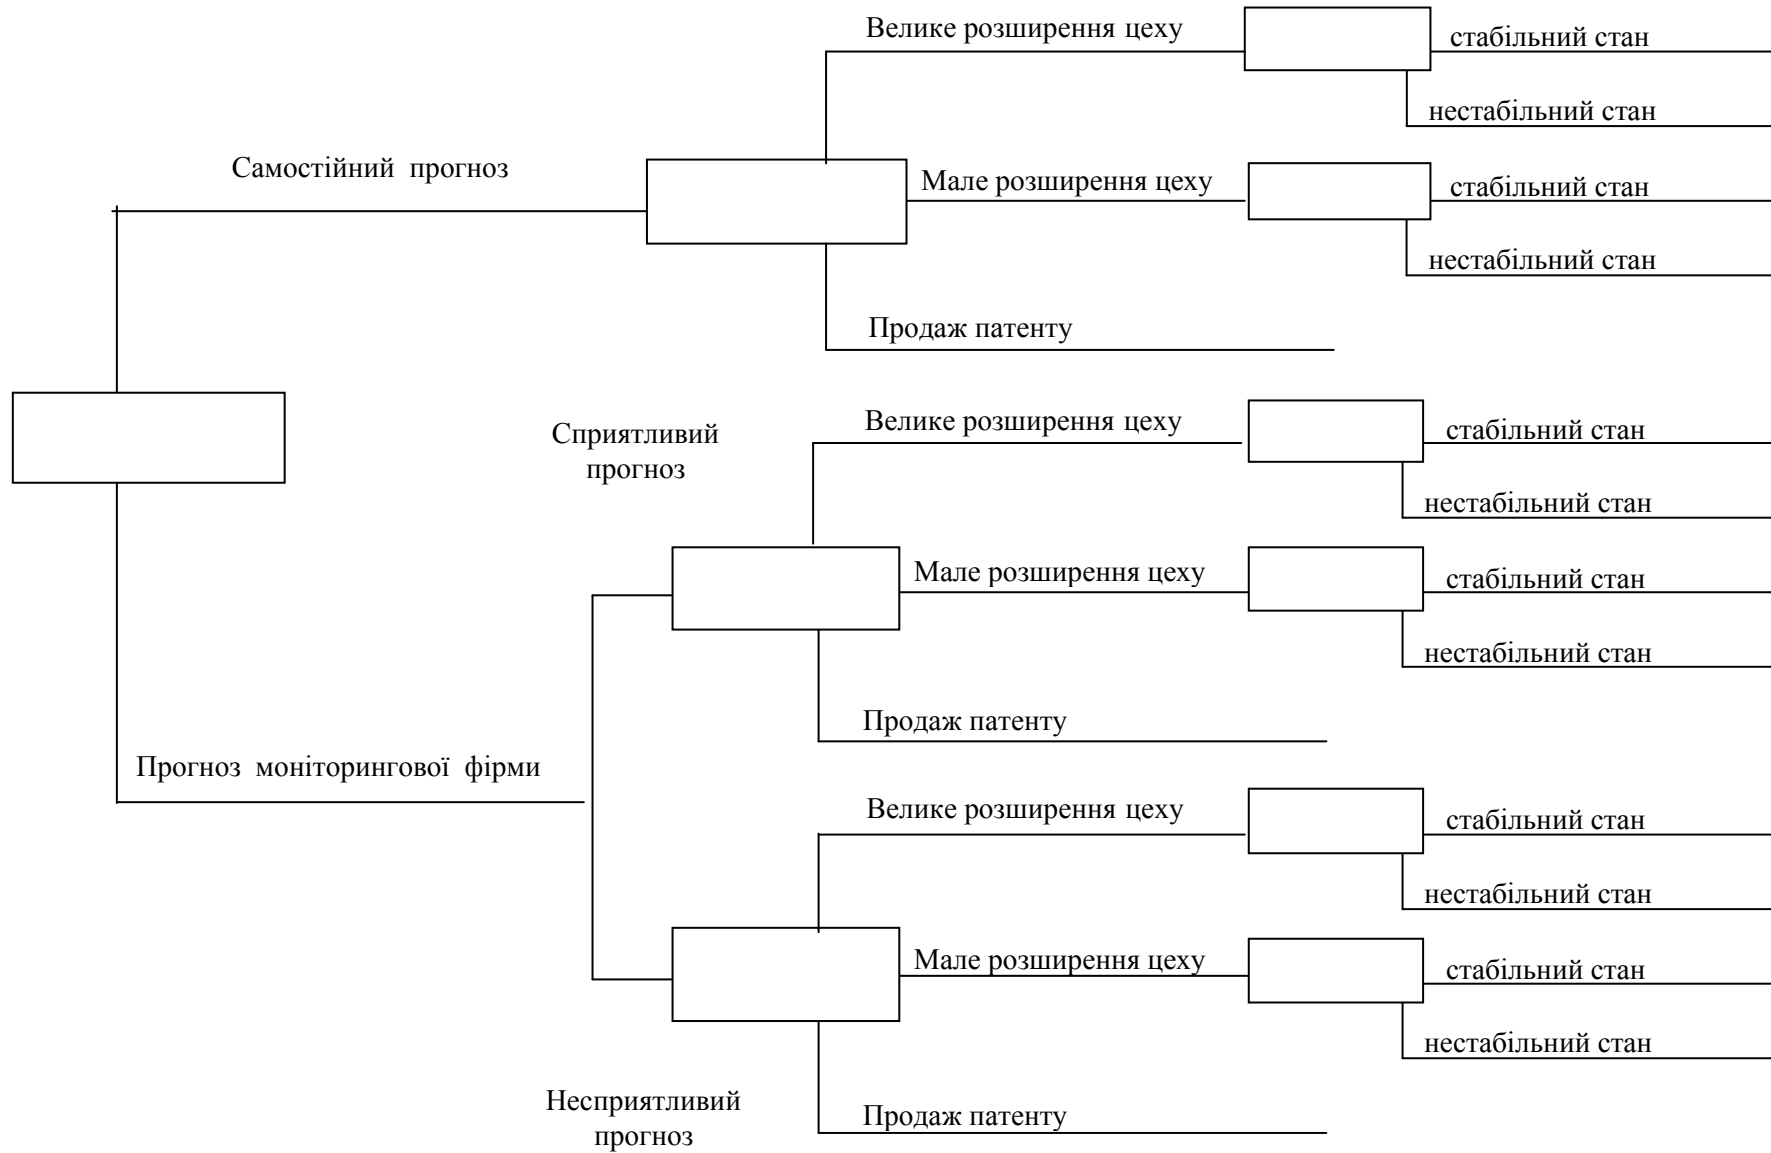 Велике розширення цеху
стабільний стан
нестабільний стан
Самостійний прогноз
Мале розширення цеху
стабільний стан
нестабільний стан
Продаж патенту
Сприятливий
прогноз
Велике розширення цеху
стабільний стан
нестабільний стан
Мале розширення цеху
стабільний стан
нестабільний стан
Продаж патенту
Прогноз моніторингової фірми
Велике розширення цеху
стабільний стан
нестабільний стан
Мале розширення цеху
стабільний стан
нестабільний стан
Несприятливий
прогноз
Продаж патенту